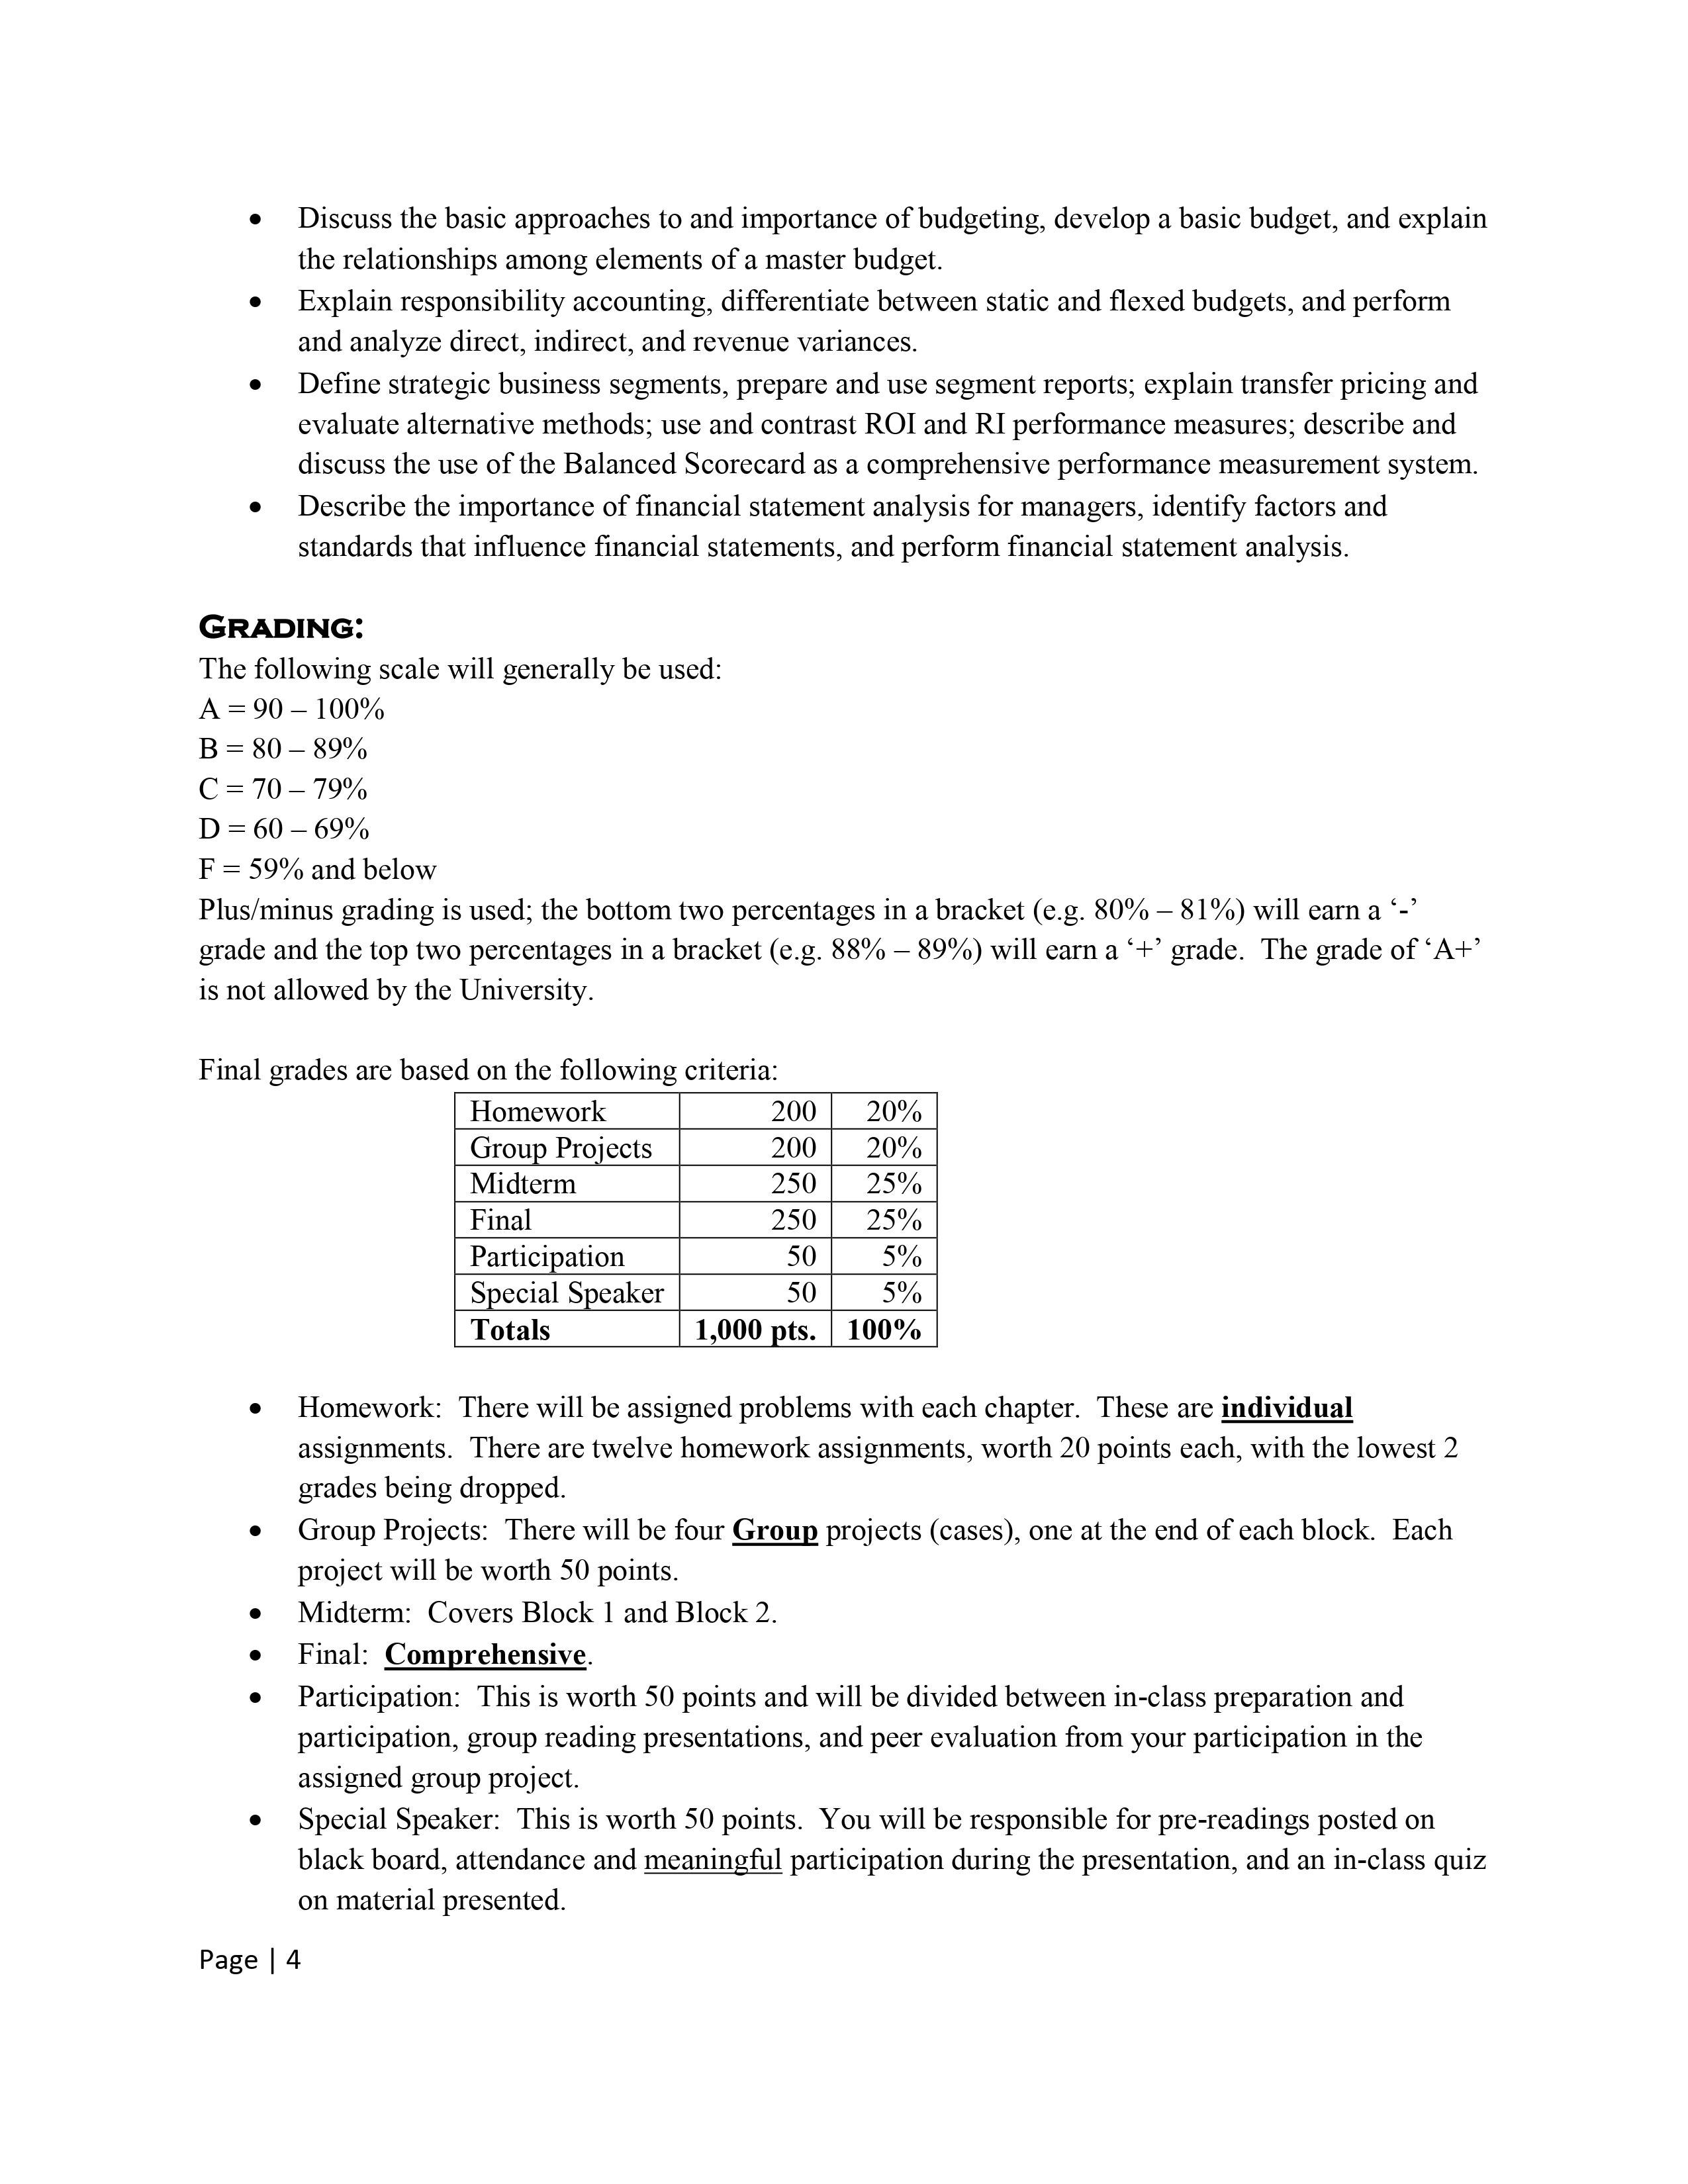 • Discuss the basic approaches to and importance of budgeting, develop a basic budget, and explain
the relationships among elements of a master budget.
• Explain responsibility accounting, differentiate between static and flexed budgets, and perform
and analyze direct, indirect, and revenue variances.
• Define strategic business segments, prepare and use segment reports; explain transfer pricing and
evaluate alternative methods; use and contrast ROI and RI performance measures; describe and
discuss the use of the Balanced Scorecard as a comprehensive performance measurement system.
• Describe the importance of financial statement analysis for managers, identify factors and
standards that influence financial statements, and perform financial statement analysis.
GRADING:
The following scale will generally be used:
A = 90 – 100%
B = 80 – 89%
C = 70 – 79%
D = 60 – 69%
F = 59% and below
Plus/minus grading is used; the bottom two percentages in a bracket (e.g. 80% – 81%) will earn a ‘-’
grade and the top two percentages in a bracket (e.g. 88% – 89%) will earn a ‘+’ grade.  The grade of ‘A+’
is not allowed by the University.
Final grades are based on the following criteria:
Homework 200 20%
Group Projects 200 20%
Midterm 250 25%
Final 250 25%
Participation 50 5%
Special Speaker 50 5%
Totals 1,000 pts. 100%
• Homework:  There will be assigned problems with each chapter.  These are individual
assignments.  There are twelve homework assignments, worth 20 points each, with the lowest 2
grades being dropped.
• Group Projects:  There will be four Group projects (cases), one at the end of each block.  Each
project will be worth 50 points.
• Midterm:  Covers Block 1 and Block 2.
• Final:  Comprehensive.
• Participation:  This is worth 50 points and will be divided between in-class preparation and
participation, group reading presentations, and peer evaluation from your participation in the
assigned group project.
• Special Speaker:  This is worth 50 points.  You will be responsible for pre-readings posted on
black board, attendance and meaningful participation during the presentation, and an in-class quiz
on material presented.
Page | 4